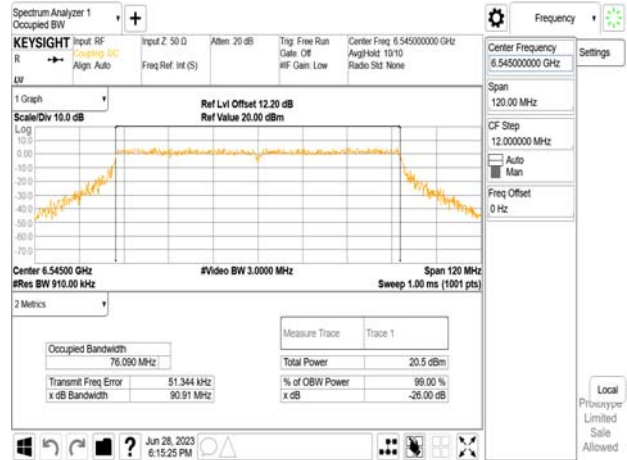 Spectrum Analyzer 1
Occupied BW
+
Frequency
KEYSIGHT
R
LXI
Input: RF
Coupling: DC
Align: Auto
Input Z: 50 Ω
Freq Ref: Int (S)
Atten: 20 dB
Trig: Free Run
Gate: Off
#IF Gain: Low
Center Freq: 6.545000000 GHz
Avg|Hold: 10/10
Radio Std: None
Center Frequency
6.545000000 GHz
Settings
Span
120.00 MHz
CF Step
12.000000 MHz
Auto
Man
Freq Offset
0 Hz
1 Graph
Scale/Div 10.0 dB
Ref Lvl Offset 12.20 dB
Ref Value 20.00 dBm
Log
10.0
0.00
-10.0
-20.0
-30.0
-40.0
-50.0
-60.0
-70.0
Center 6.54500 GHz
#Res BW 910.00 kHz
#Video BW 3.0000 MHz
Span 120 MHz
Sweep 1.00 ms (1001 pts)
2 Metrics
Measure Trace
Trace 1
Occupied Bandwidth
76.090 MHz
Total Power
20.5 dBm
Transmit Freq Error
51.344 kHz
% of OBW Power
99.00 %
x dB Bandwidth
90.91 MHz
x dB
-26.00 dB
Local
Prototype
Limited
Sale
Allowed
?
Jun 28, 2023
6:15:25 PM